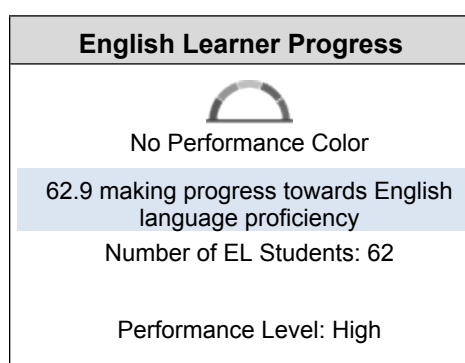 English Learner Progress
No Performance Color
62.9 making progress towards English
language proficiency
Number of EL Students: 62
Performance Level: High